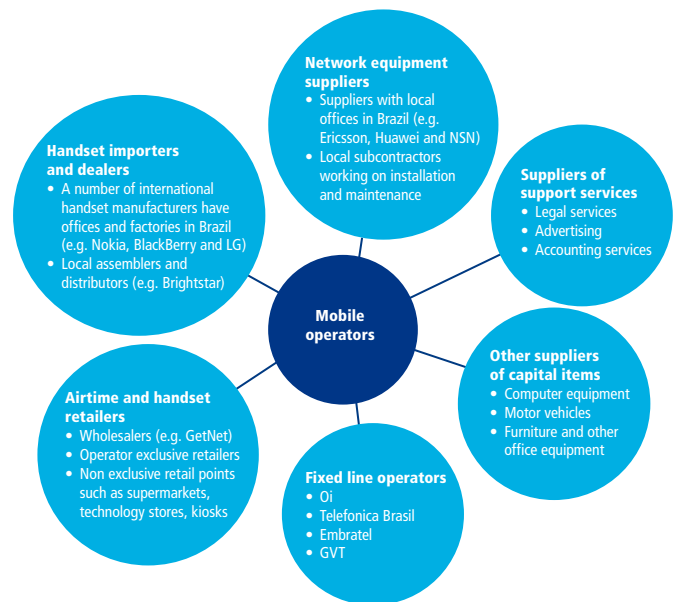 Network equipment
suppliers
• Suppliers with local
offices in Brazil (e.g.
Ericsson, Huawei and NSN)
• Local subcontractors
working on installation
and maintenance
Handset importers
and dealers
• A number of international
handset manufacturers have
offices and factories in Brazil
(e.g. Nokia, BlackBerry and LG)
• Local assemblers and
distributors (e.g. Brightstar)
Suppliers of
support services
• Legal services
• Advertising
• Accounting services
Mobile
operators
Other suppliers
of capital items
• Computer equipment
• Motor vehicles
• Furniture and other
office equipment
Airtime and handset
retailers
• Wholesalers (e.g. GetNet)
• Operator exclusive retailers
• Non exclusive retail points
such as supermarkets,
technology stores, kiosks
Fixed line operators
• Oi
• Telefonica Brasil
• Embratel
• GVT